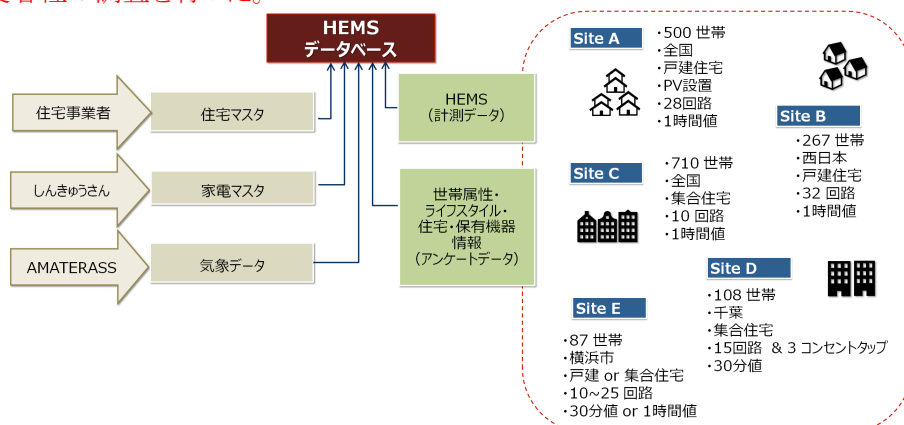 HEMS
データベース
住宅事業者
住宅マスタ
しんきゅうさん
家電マスタ
AMATERASS
気象データ
HEMS
（計測データ）
世帯属性・
ライフスタイル・
住宅・保有機器
情報
（アンケートデータ）
Site A
・500 世帯
・全国
・戸建住宅
・PV設置
・28回路
・1時間値
Site B
・267 世帯
・西日本
・戸建住宅
・32 回路
・1時間値
Site C
・710 世帯
・全国
・集合住宅
・10 回路
・1時間値
Site D
・108 世帯
・千葉
・集合住宅
・15回路 ＆ 3 コンセントタップ
・30分値
Site E
・87 世帯
・横浜市
・戸建 or 集合住宅
・10~25 回路
・30分値 or 1時間値